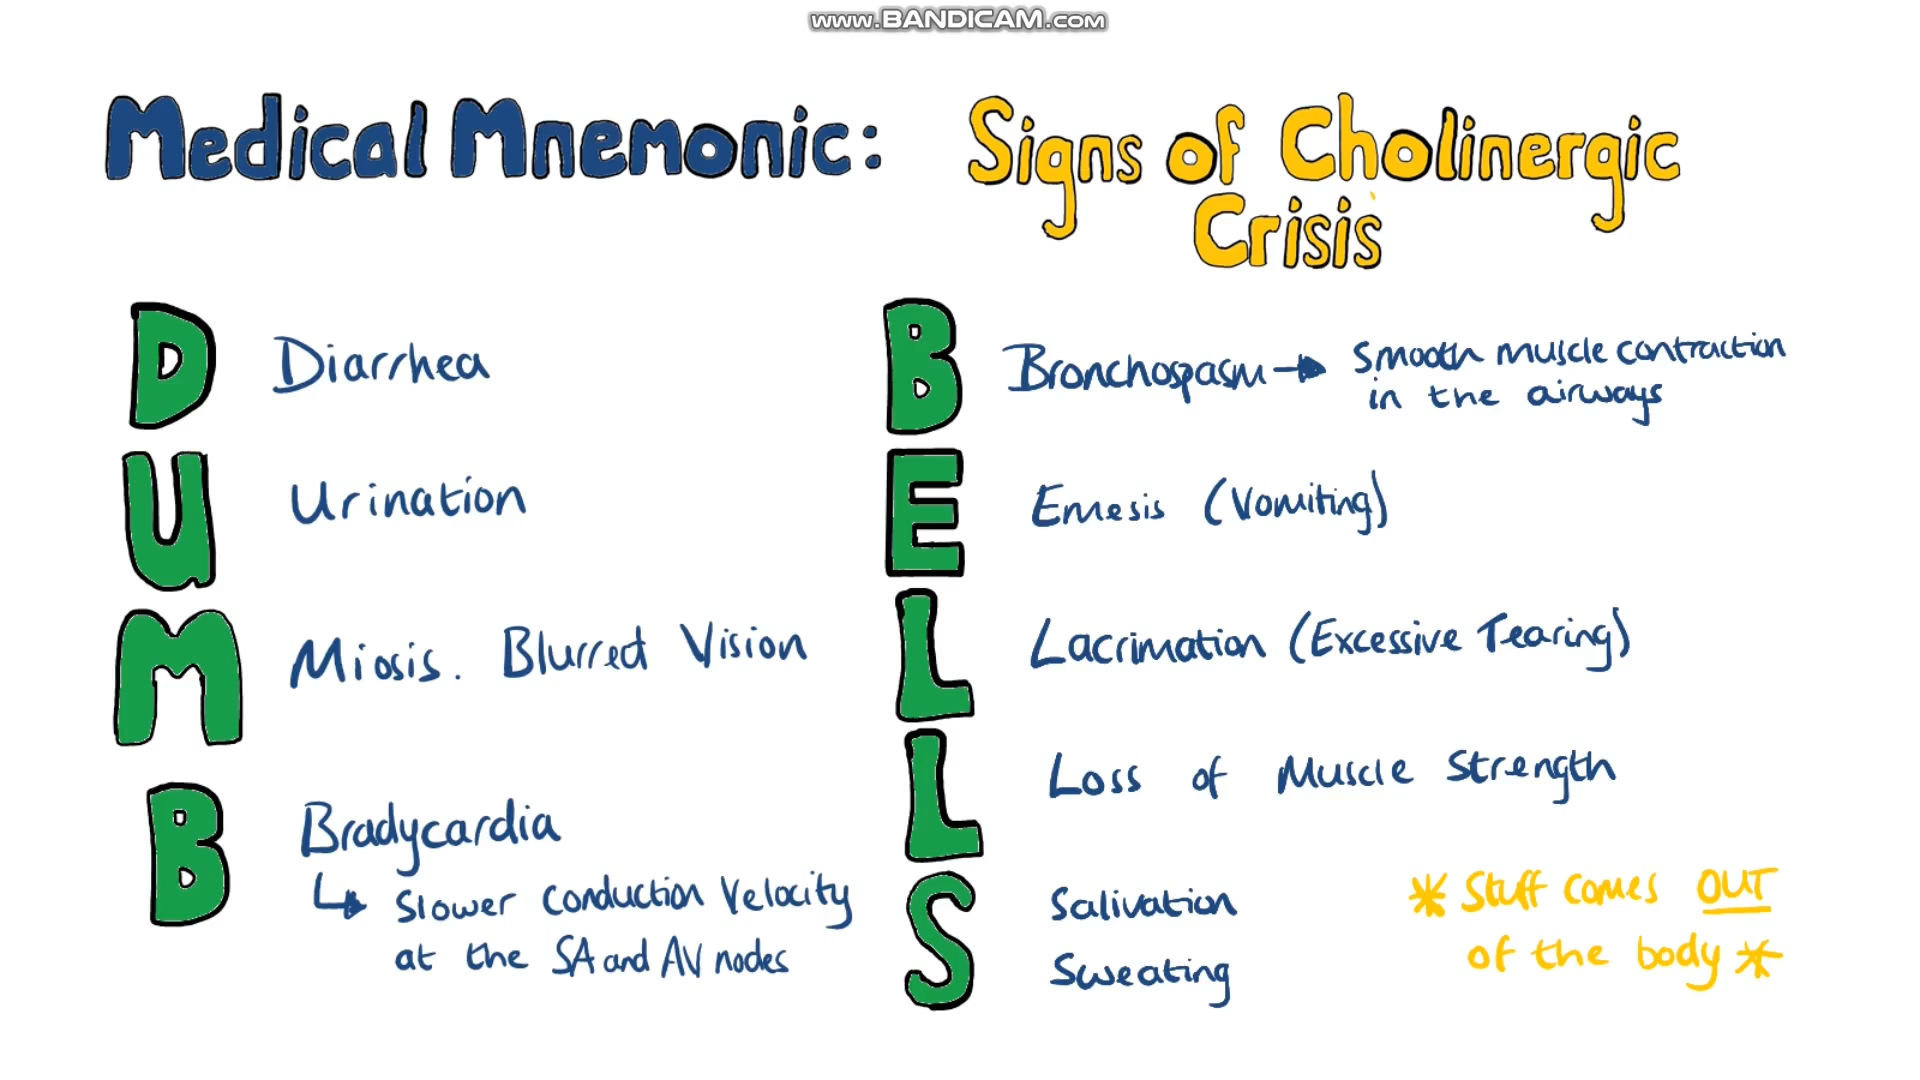 www.BANDICAM.com
Medical Mnemonic:
Signs of Cholinergic
Crisis
D Diarrhea
U Urination
M Miosis. Blurred Vision
B Bradycardia
Slower Conduction Velocity
at the SA and AV nodes
B Bronchospasm → Smooth muscle contraction
in the airways
E Emesis (Vomiting)
L Lacrimation (Excessive Tearing)
L Loss of Muscle Strength
S Salivation
Sweating
* Stuff comes OUT
of the body *